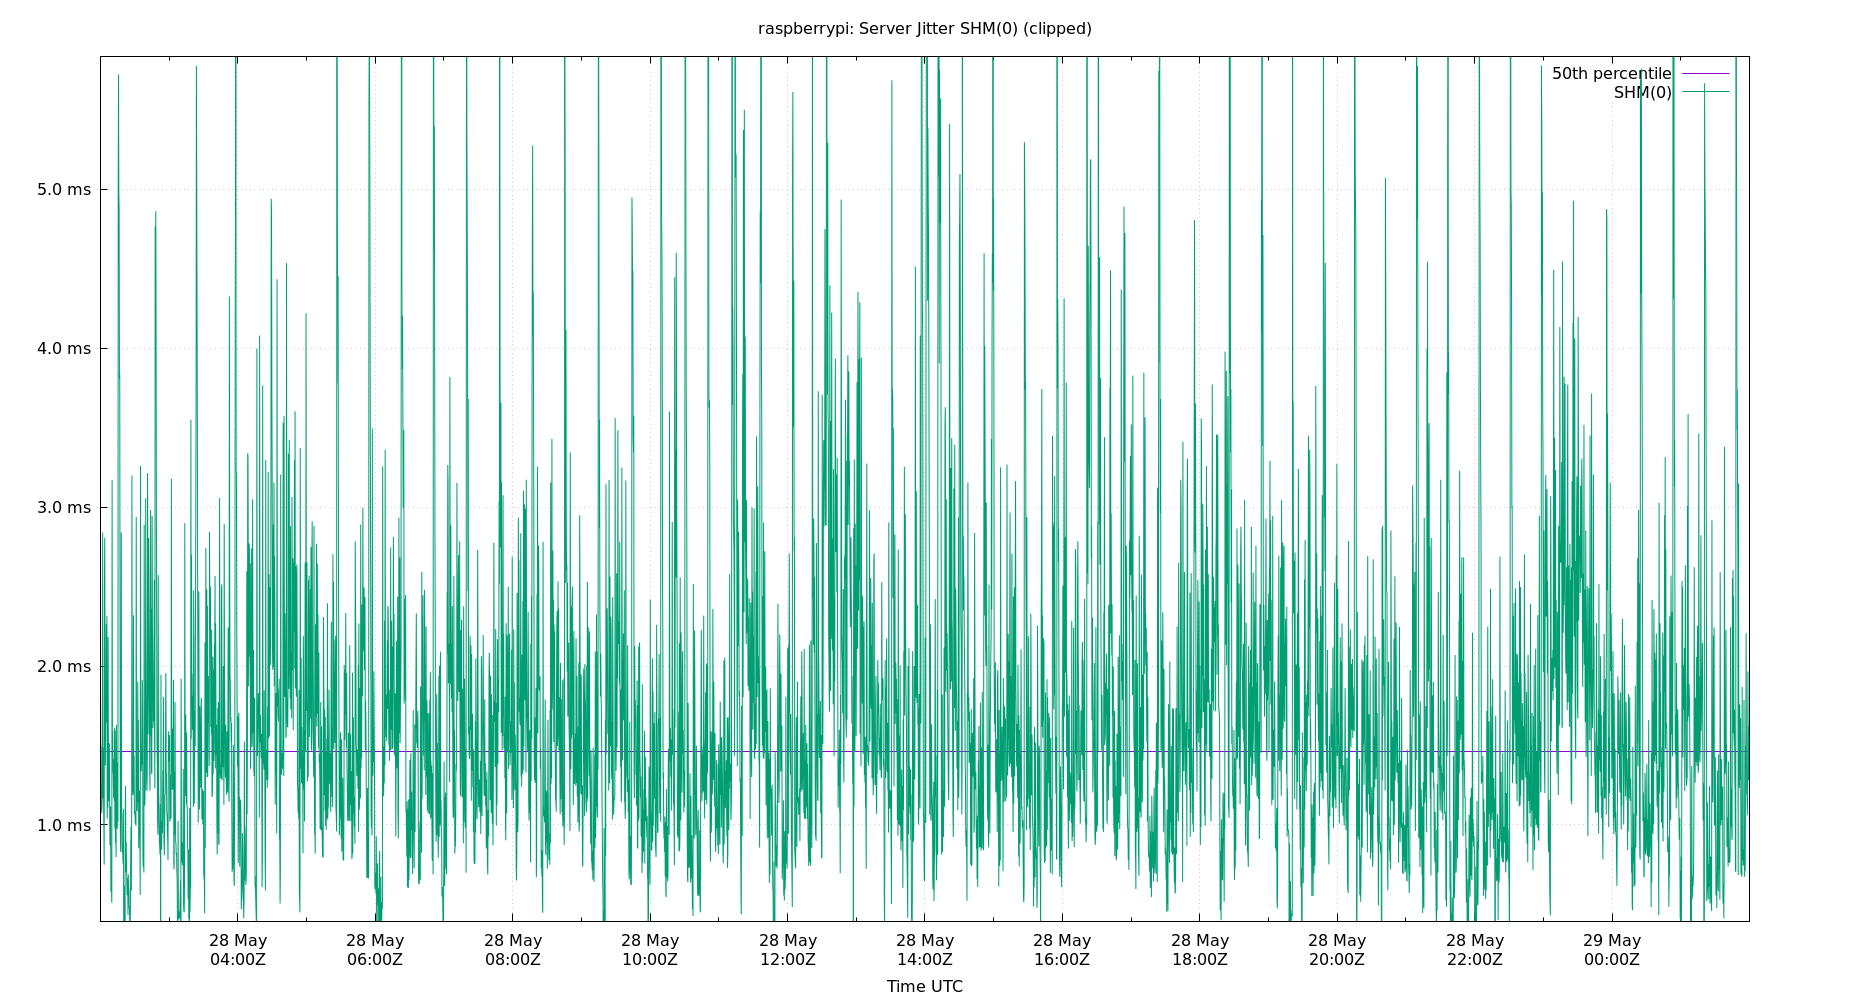 raspberrypi: Server Jitter SHM(0) (clipped)
50th percentile
SHM(0)
5.0 ms
4.0 ms
3.0 ms
2.0 ms
1.0 ms
28 May 28 May 28 May 28 May 28 May 28 May 28 May 28 May 28 May 28 May 29 May
04:00Z 06:00Z 08:00Z 10:00Z 12:00Z 14:00Z 16:00Z 18:00Z 20:00Z 22:00Z 00:00Z
Time UTC